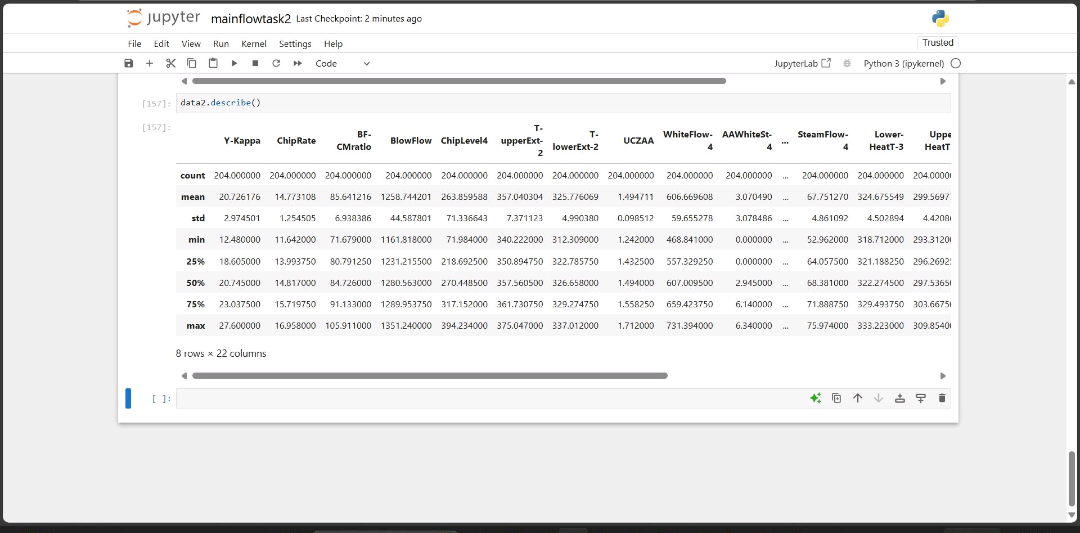 jupyter mainflowtask2 Last Checkpoint: 2 minutes ago
File Edit View Run Kernel Settings Help Trusted
Code JupyterLab Python 3 (ipykernel)
[157]: data2.describe()
[157]:
Y-Kappa ChipRate BF-CMratio BlowFlow ChipLevel4 T-upperExt-2 T-lowerExt-2 UCZAA WhiteFlow-4 AAWhiteSt-4 ... SteamFlow-4 Lower-HeatT-3 Uppe HeatT
count 204.000000 204.000000 204.000000 204.000000 204.000000 204.000000 204.000000 204.000000 204.000000 204.000000 ... 204.000000 204.000000 204.0000
mean 20.726176 14.773108 85.641216 1258.744201 263.859588 357.040304 325.776069 1.494711 606.669608 3.070490 ... 67.751270 324.675549 299.5697
std 2.974501 1.254505 6.938386 44.587801 71.336643 7.371123 4.990380 0.098512 59.655278 3.078486 ... 4.861092 4.502894 4.4208
min 12.480000 11.642000 71.679000 1161.818000 71.984000 340.222000 312.309000 1.242000 468.841000 0.000000 ... 52.962000 318.712000 293.3120
25% 18.605000 13.993750 80.791250 1231.215500 218.692500 350.894750 322.785750 1.432500 557.329250 0.000000 ... 64.057500 321.188250 296.2692
50% 20.745000 14.817000 84.726000 1280.563000 270.448500 357.560500 326.658000 1.494000 607.009500 2.945000 ... 68.381000 322.274500 297.5365
75% 23.037500 15.719750 91.133000 1289.953750 317.152000 361.730750 329.274750 1.558250 659.423750 6.140000 ... 71.888750 329.493750 303.6675
max 27.600000 16.958000 105.911000 1351.240000 394.234000 375.047000 337.012000 1.712000 731.394000 6.340000 ... 75.974000 333.223000 309.8540
8 rows × 22 columns
[ ]: